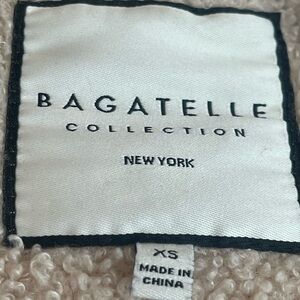 BAGATELLE
COLLECTION
NEW YORK
XS
MADE IN
CHINA